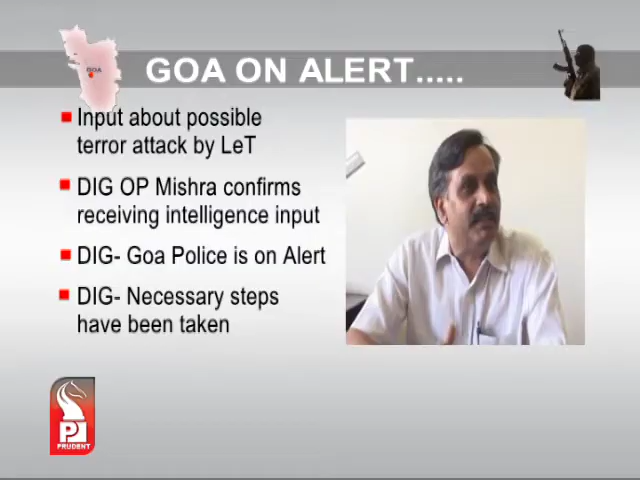 GOA ON ALERT.....
GOA
Input about possible
terror attack by LeT
DIG OP Mishra confirms
receiving intelligence input
DIG- Goa Police is on Alert
DIG- Necessary steps
have been taken
P
PRUDENT